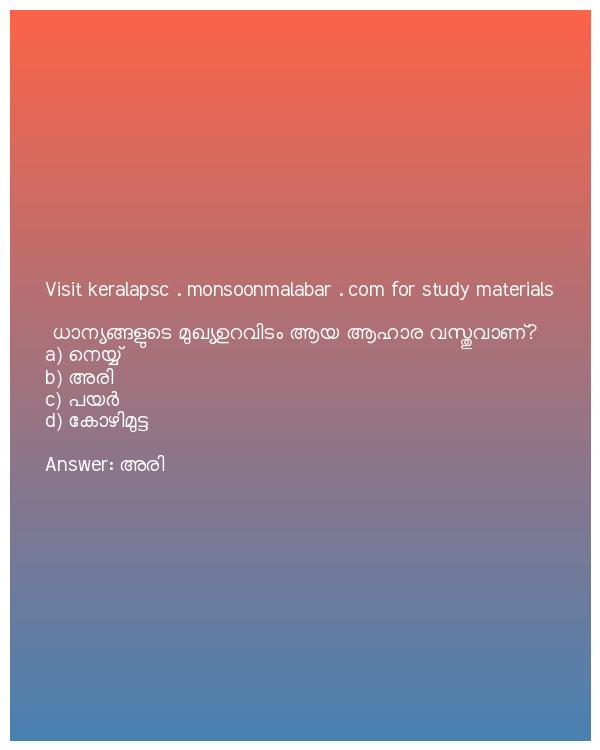 Visit keralapsc . monsoonmalabar . com for study materials
ധാന്യങ്ങളുടെ മുഖ്യഉറവിടം ആയ ആഹാര വസ്തുവാണ്?
a) നെയ്യ്
b) അരി
c) പയർ
d) കോഴിമുട്ട
Answer: അരി